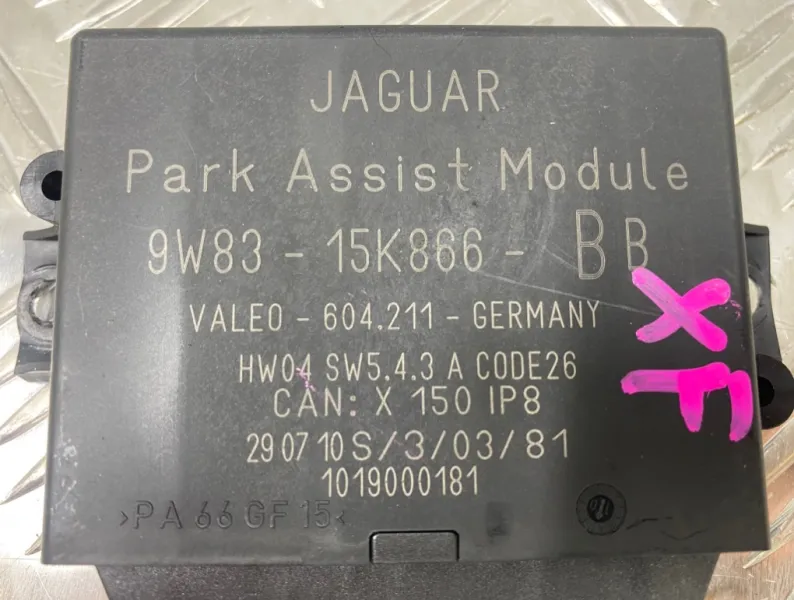 JAGUAR
Park Assist Module
9W83 - 15K866 - BB
VALEO - 604.211 - GERMANY
HW04 SW5.4.3 A CODE26
CAN: X 150 IP8
29 07 10 S/3/03/81
1019000181
>PA 66 GF 15<
XF